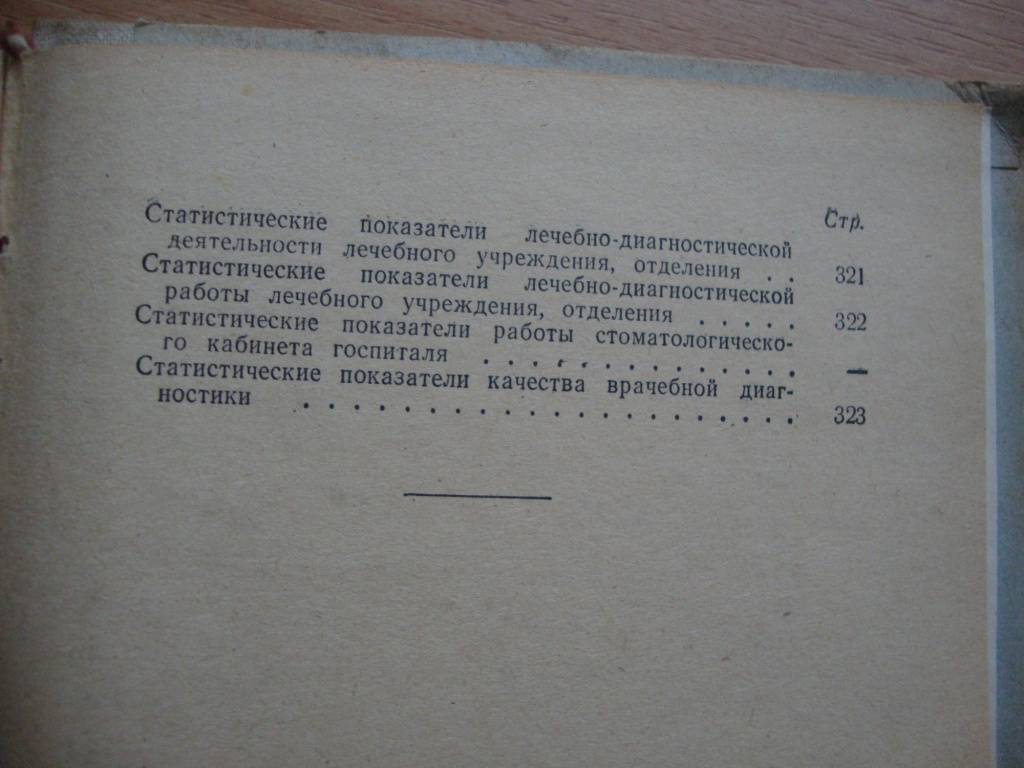 Стр.
Статистические показатели лечебно-диагностической
деятельности лечебного учреждения, отделения . . 321
Статистические показатели лечебно-диагностической
работы лечебного учреждения, отделения . . . . . 322
Статистические показатели работы стоматологическо-
го кабинета госпиталя . . . . . . . . . . . . . —
Статистические показатели качества врачебной диаг-
ностики . . . . . . . . . . . . . . . . . . . . 323